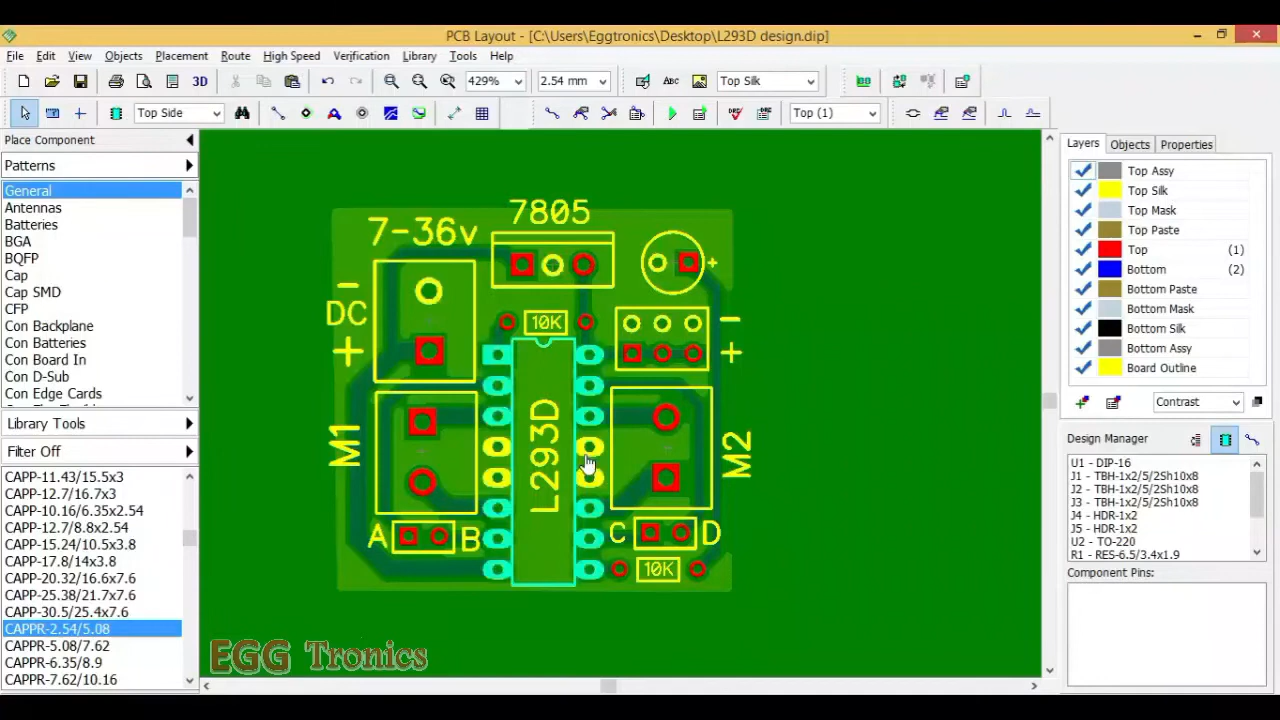 PCB Layout - [C:\Users\Eggtronics\Desktop\L293D design.dip]
File Edit View Objects Placement Route High Speed Verification Library Tools Help
3D 429% 2.54 mm ABC Top Silk
Top Side Top (1)
Place Component
Patterns
General
Antennas
Batteries
BGA
BQFP
Cap
Cap SMD
CFP
Con Backplane
Con Batteries
Con Board In
Con D-Sub
Con Edge Cards
Library Tools
Filter Off
CAPP-11.43/15.5x3
CAPP-12.7/16.7x3
CAPP-10.16/6.35x2.54
CAPP-12.7/8.8x2.54
CAPP-15.24/10.5x3.8
CAPP-17.8/14x3.8
CAPP-20.32/16.6x7.6
CAPP-25.38/21.7x7.6
CAPP-30.5/25.4x7.6
CAPPR-2.54/5.08
CAPPR-5.08/7.62
CAPPR-6.35/8.9
CAPPR-7.62/10.16
7-36v
7805
+
-
DC
+
10K
-
+
M1
L293D
M2
A
B
C
D
10K
EGG Tronics
Layers Objects Properties
Top Assy
Top Silk
Top Mask
Top Paste
Top (1)
Bottom (2)
Bottom Paste
Bottom Mask
Bottom Silk
Bottom Assy
Board Outline
Contrast
Design Manager
U1 - DIP-16
J1 - TBH-1x2/5/2Sh10x8
J2 - TBH-1x2/5/2Sh10x8
J3 - TBH-1x2/5/2Sh10x8
J4 - HDR-1x2
J5 - HDR-1x2
U2 - TO-220
R1 - RES-6.5/3.4x1.9
Component Pins: